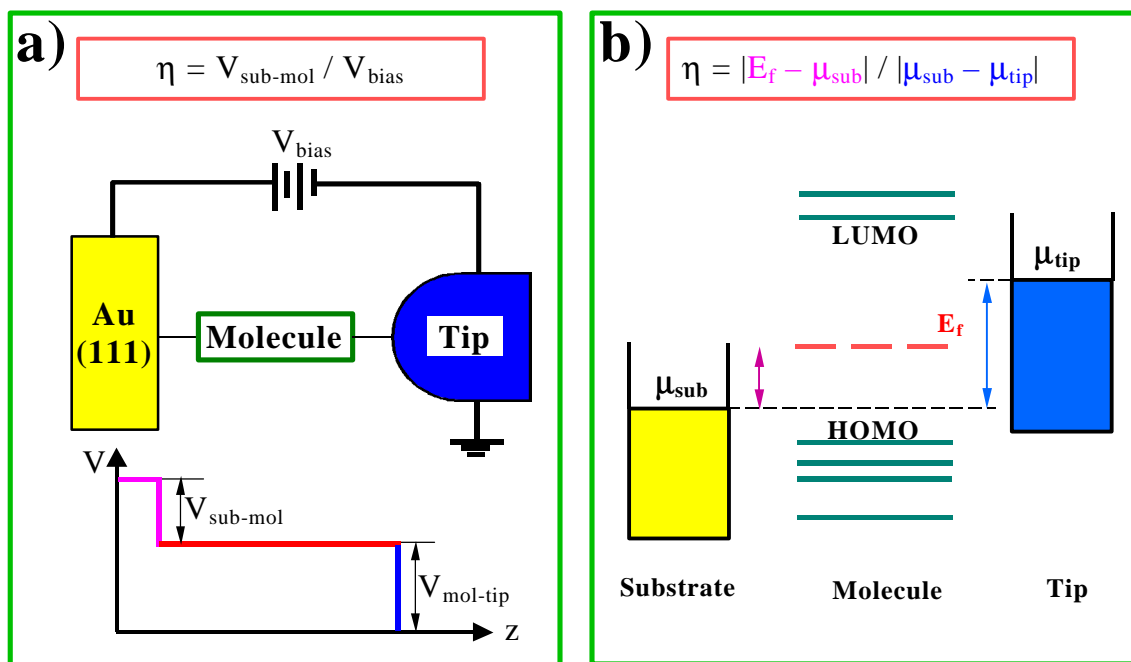 a)
η = V_sub-mol / V_bias
V_bias
Au
(111)
Molecule
Tip
V
V_sub-mol
V_mol-tip
z
b)
η = |E_f – μ_sub| / |μ_sub – μ_tip|
LUMO
μ_tip
E_f
μ_sub
HOMO
Substrate
Molecule
Tip